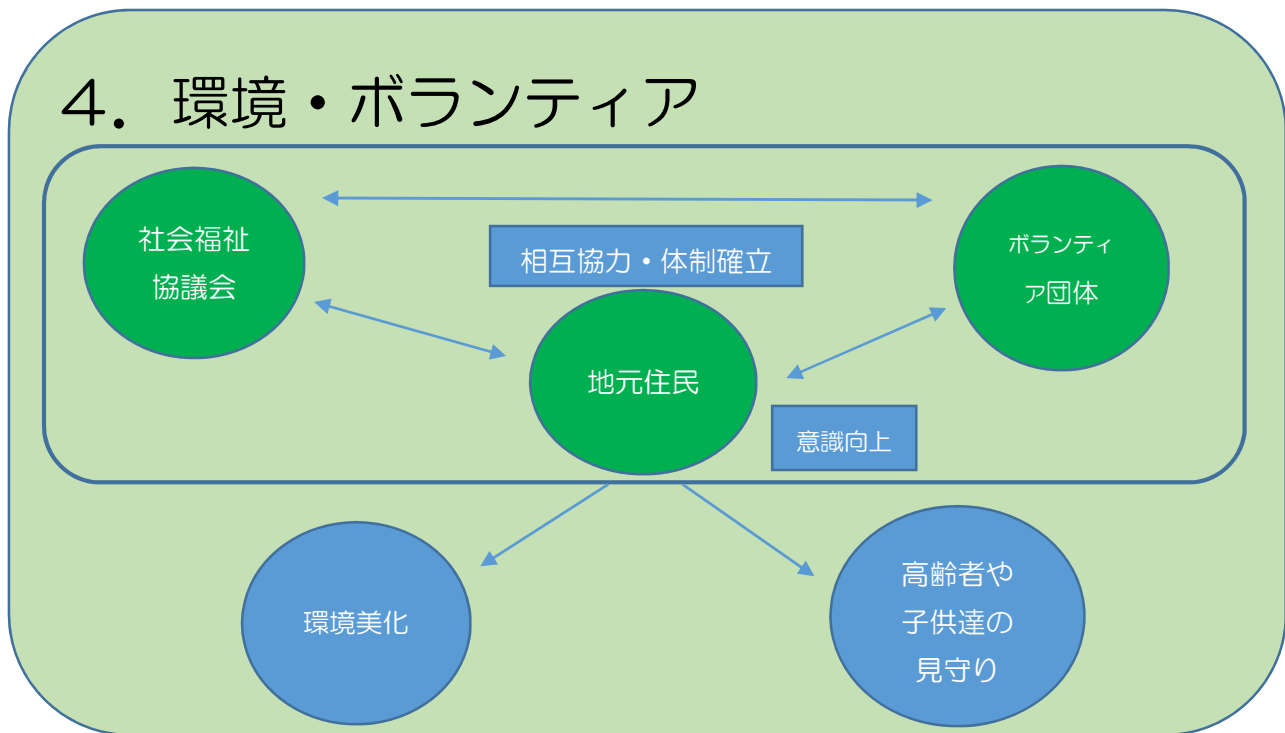 ４．環境・ボランティア
社会福祉
協議会
相互協力・体制確立
ボランティ
ア団体
地元住民
意識向上
環境美化
高齢者や
子供達の
見守り